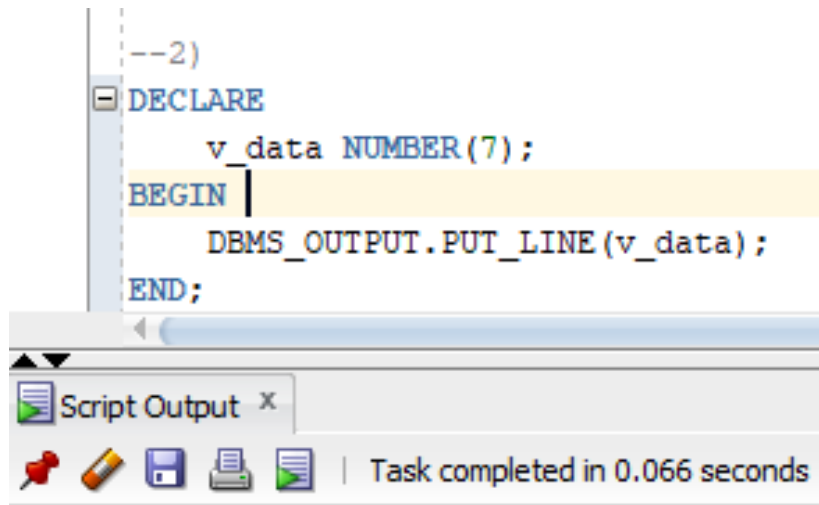 --2)
DECLARE
    v_data NUMBER(7);
BEGIN
    DBMS_OUTPUT.PUT_LINE(v_data);
END;
Script Output x
Task completed in 0.066 seconds